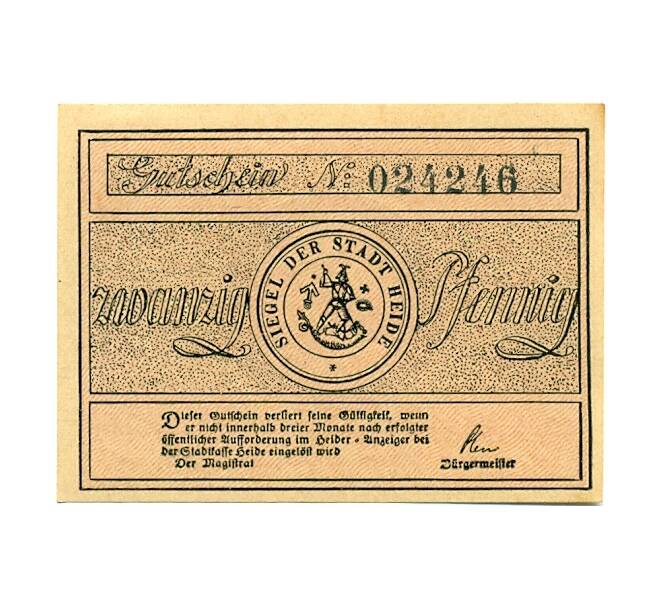 Gutschein No: 024246
zwanzig
SIEGEL DER STADT HEIDE
Pfennig
Dieser Gutschein verliert seine Gültigkeit, wenn
er nicht innerhalb dreier Monate nach erfolgter
öffentlicher Aufforderung im Heider-Anzeiger bei
der Stadtkasse Heide eingelöst wird
Der Magistrat
Bürgermeister